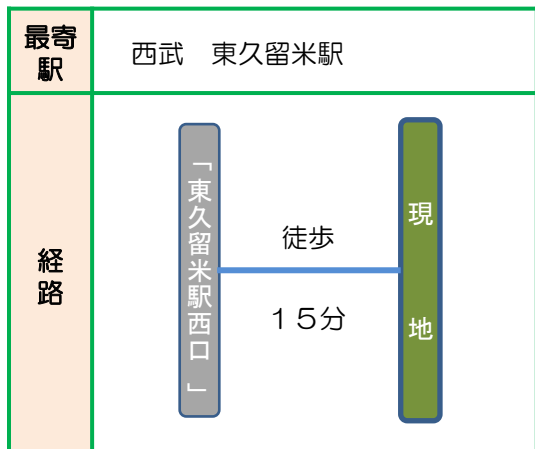 最寄
駅
西武　東久留米駅
経
路
「東久留米駅西口 」
徒歩
１５分
現　地